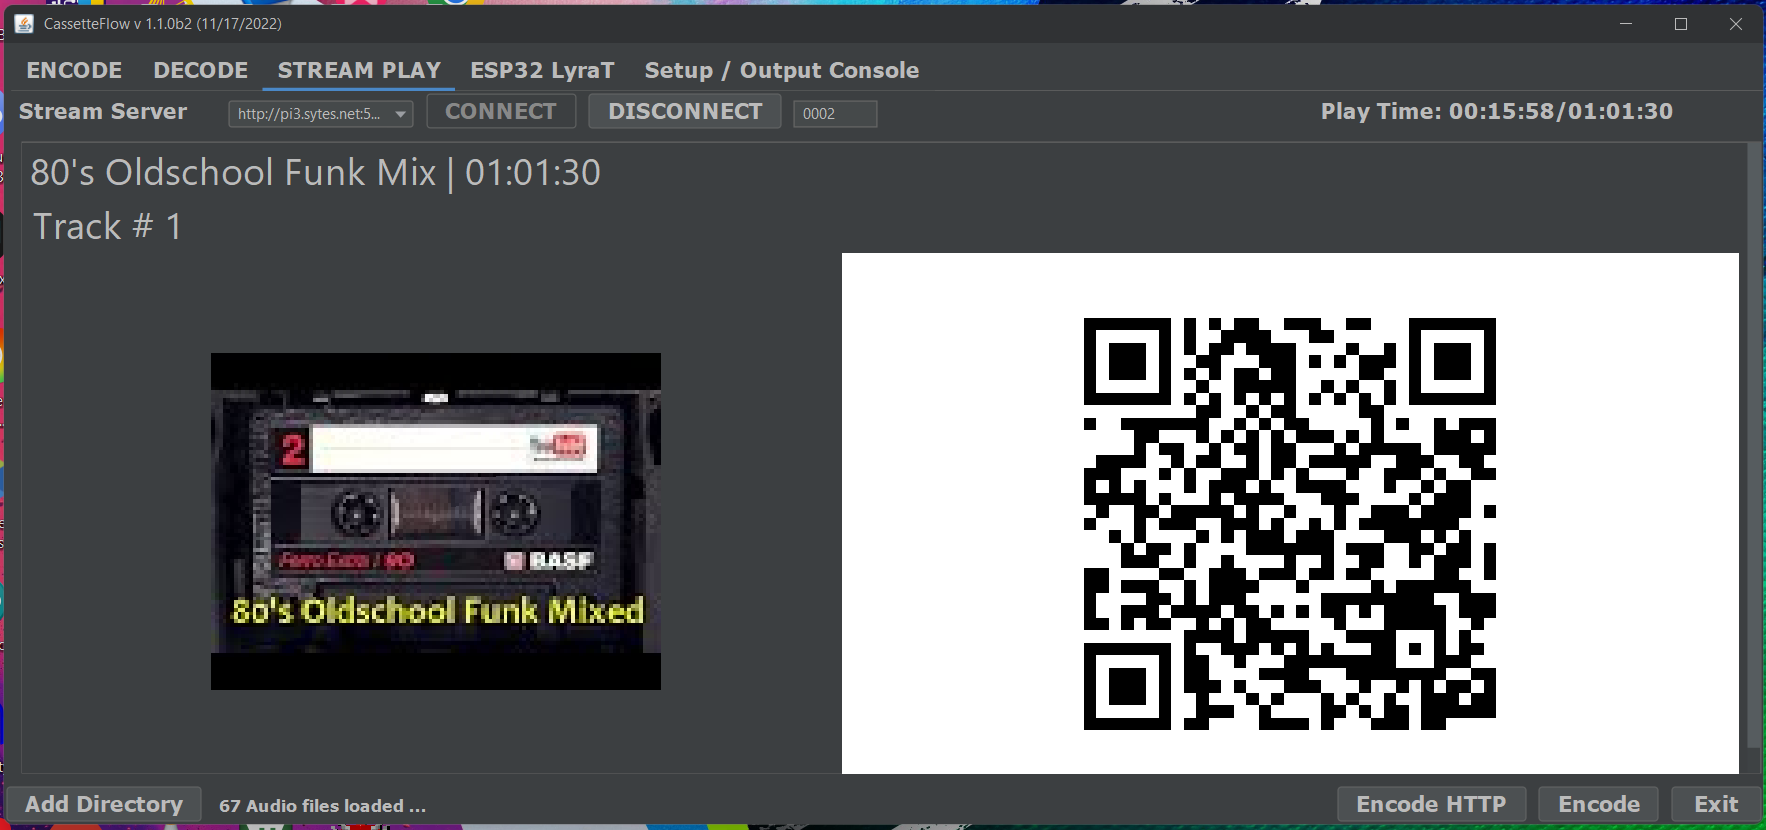 CassetteFlow v 1.1.0b2 (11/17/2022)
ENCODE DECODE STREAM PLAY ESP32 LyraT Setup / Output Console
Stream Server http://pi3.sytes.net:5... CONNECT DISCONNECT 0002 Play Time: 00:15:58/01:01:30
80's Oldschool Funk Mix | 01:01:30
Track # 1
2
Ferro Extra I 90 BASF
80's Oldschool Funk Mixed
Add Directory 67 Audio files loaded ... Encode HTTP Encode Exit